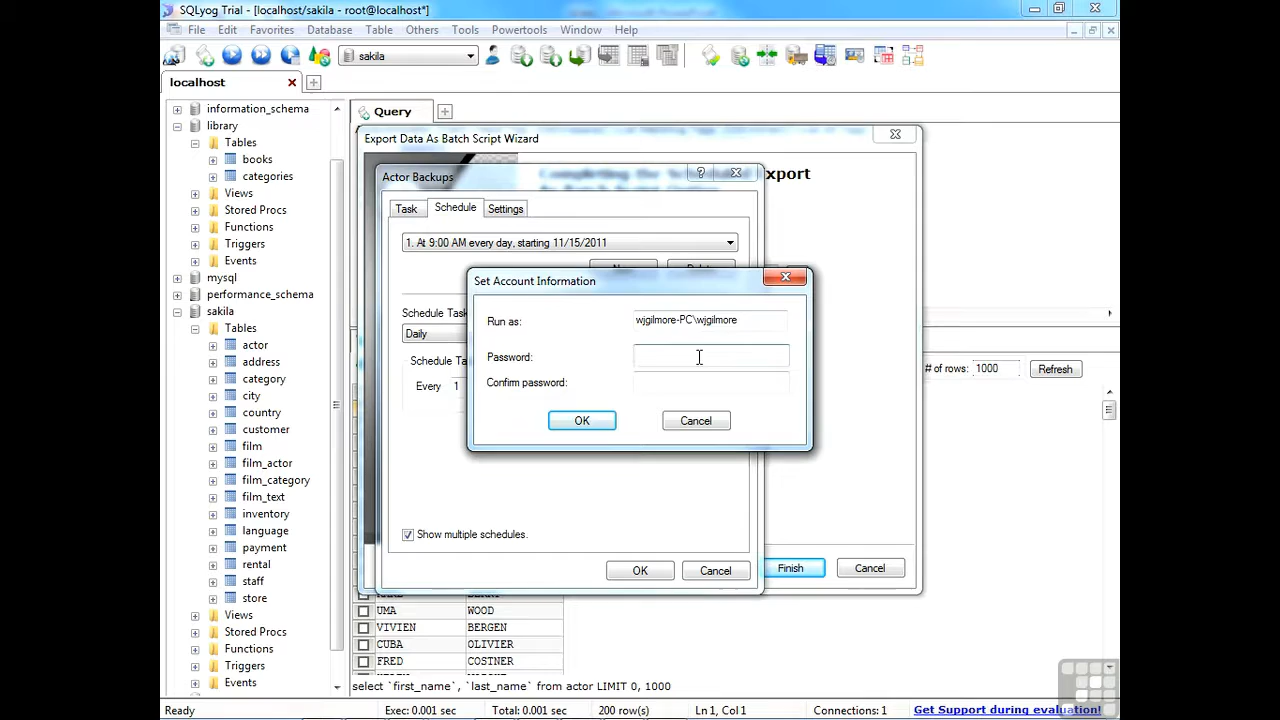 SQLyog Trial - [localhost/sakila - root@localhost*]
File Edit Favorites Database Table Others Tools Powertools Window Help
sakila
localhost
information_schema
library
Tables
books
categories
Views
Stored Procs
Functions
Triggers
Events
mysql
performance_schema
sakila
Tables
actor
address
category
city
country
customer
film
film_actor
film_category
film_text
inventory
language
payment
rental
staff
store
Views
Stored Procs
Functions
Triggers
Events
Query
Export Data As Batch Script Wizard
Completing the Scheduled Export
Actor Backups
Task Schedule Settings
1. At 9:00 AM every day, starting 11/15/2011
Schedule Task
Daily
Schedule Ta
Every 1
Set Account Information
Run as: wjgilmore-PC\wjgilmore
Password:
Confirm password:
OK Cancel
Show multiple schedules.
OK Cancel
Finish Cancel
# of rows: 1000 Refresh
UMA WOOD
VIVIEN BERGEN
CUBA OLIVIER
FRED COSTNER
select `first_name`, `last_name` from actor LIMIT 0, 1000
Ready Exec: 0.001 sec Total: 0.001 sec 200 row(s) Ln 1, Col 1 Connections: 1 Get Support during evaluation!